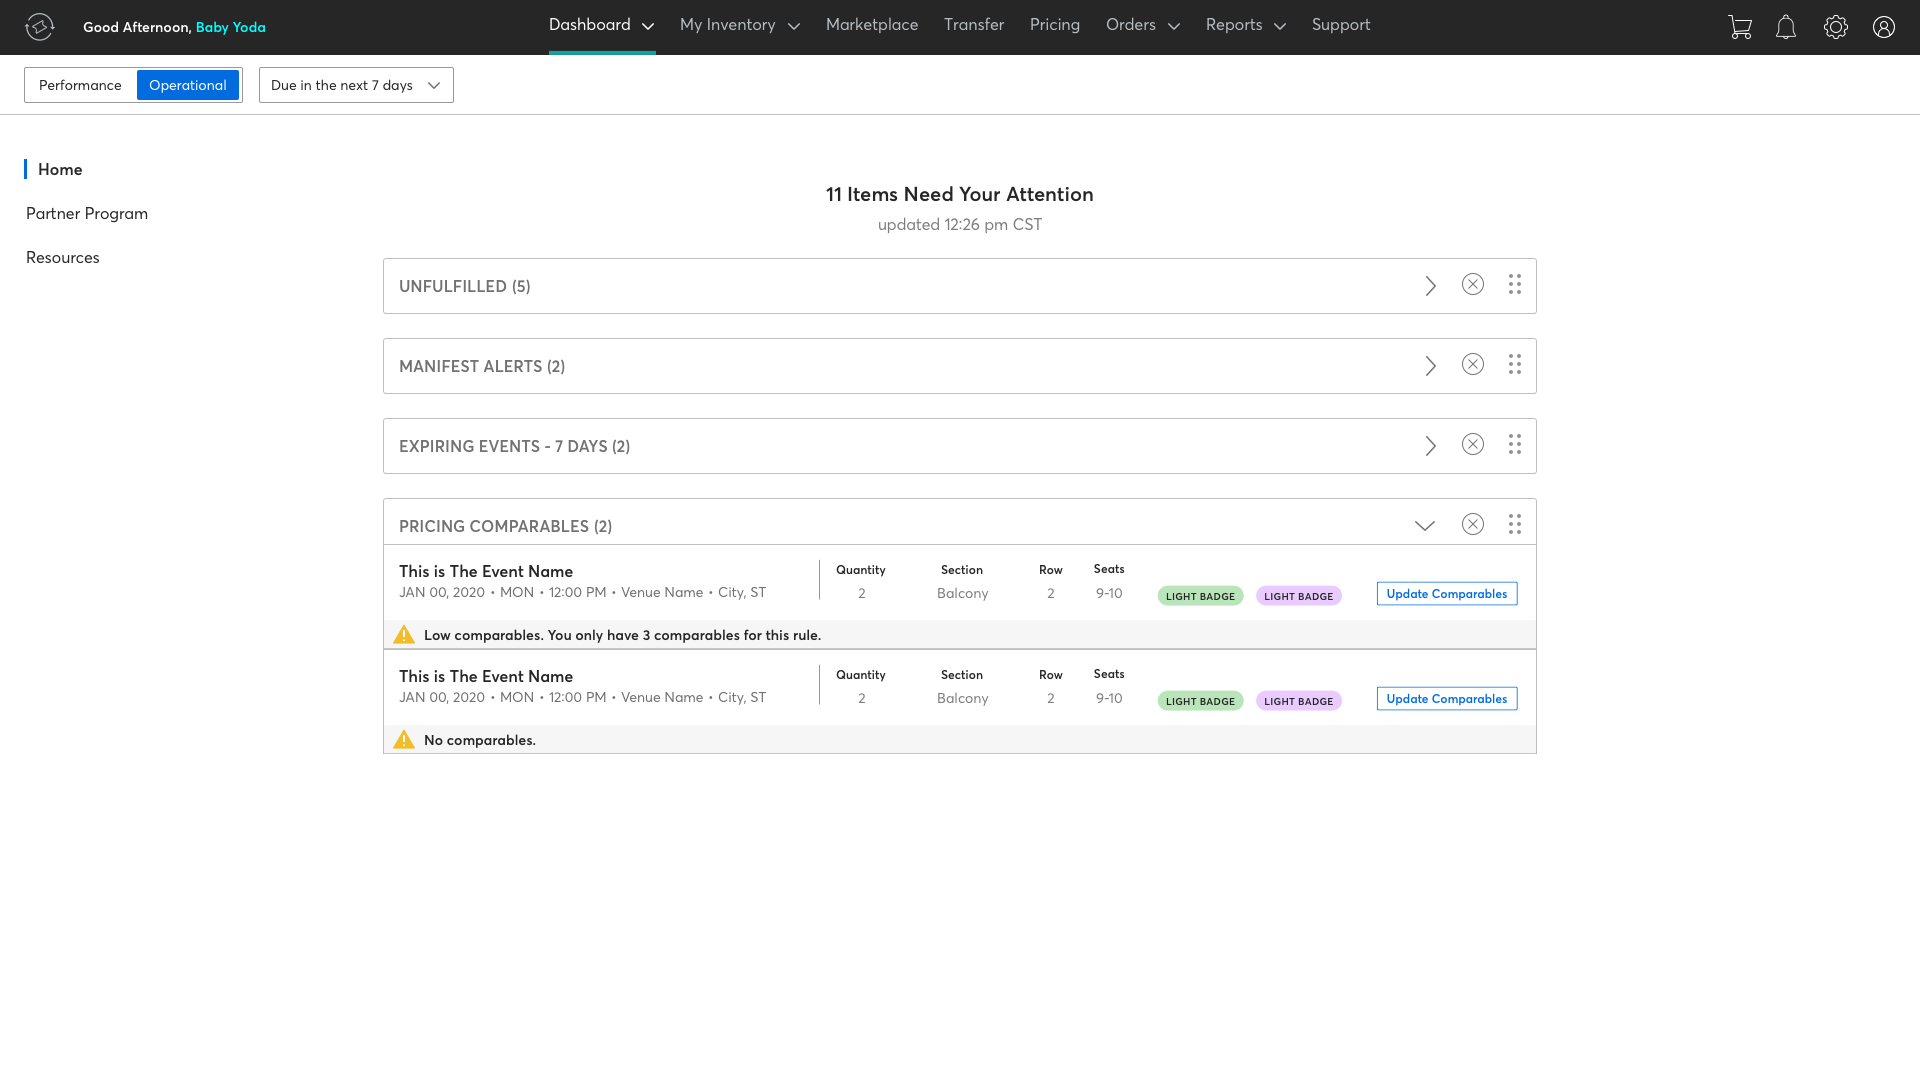 Good Afternoon, Baby Yoda
Dashboard My Inventory Marketplace Transfer Pricing Orders Reports Support
Performance Operational Due in the next 7 days
Home
Partner Program
Resources
11 Items Need Your Attention
updated 12:26 pm CST
UNFULFILLED (5)
MANIFEST ALERTS (2)
EXPIRING EVENTS - 7 DAYS (2)
PRICING COMPARABLES (2)
This is The Event Name Quantity Section Row Seats
JAN 00, 2020 • MON • 12:00 PM • Venue Name • City, ST 2 Balcony 2 9-10 LIGHT BADGE LIGHT BADGE Update Comparables
Low comparables. You only have 3 comparables for this rule.
This is The Event Name Quantity Section Row Seats
JAN 00, 2020 • MON • 12:00 PM • Venue Name • City, ST 2 Balcony 2 9-10 LIGHT BADGE LIGHT BADGE Update Comparables
No comparables.